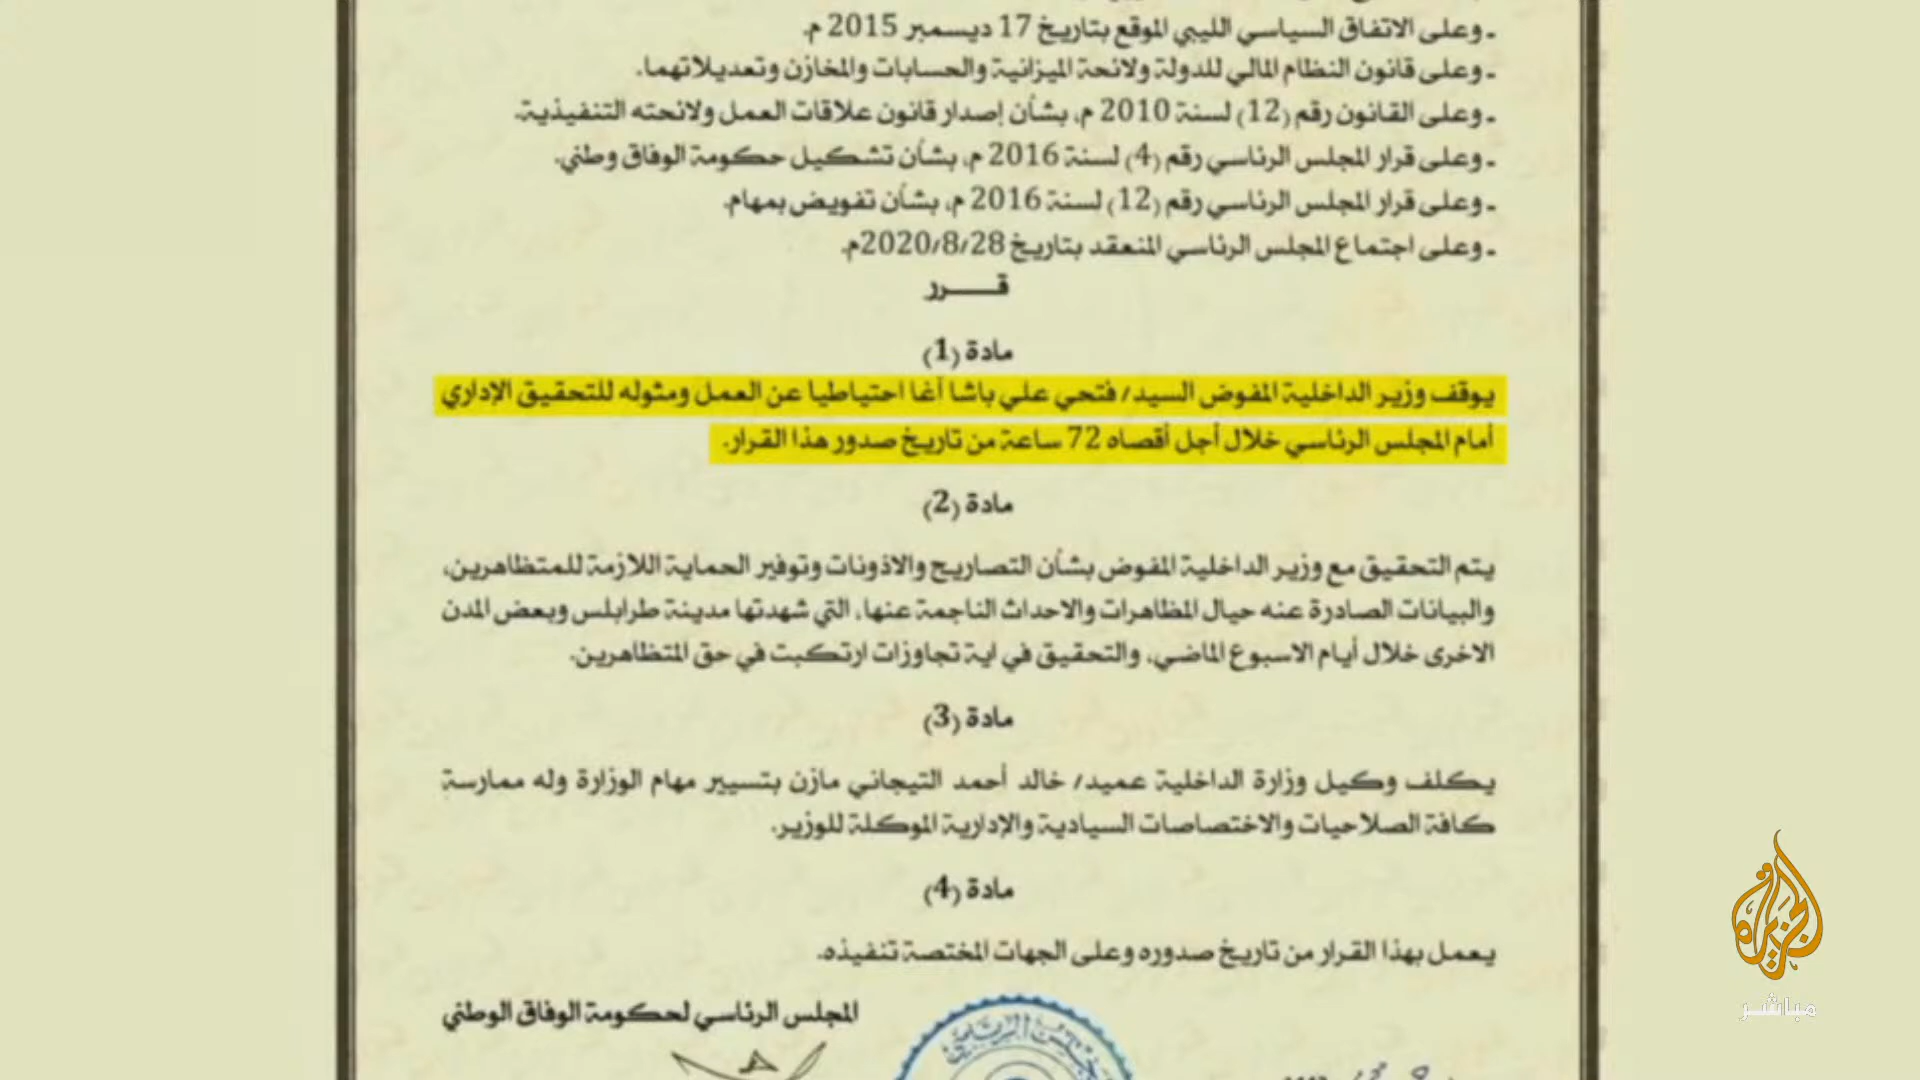 ـ وعلى الاتفاق السياسي الليبي الموقع بتاريخ 17 ديسمبر 2015 م.
ـ وعلى قانون النظام المالي للدولة ولائحة الميزانية والحسابات والمخازن وتعديلاتهما.
ـ وعلى القانون رقم (12) لسنة 2010 م، بشأن إصدار قانون علاقات العمل ولائحته التنفيذية.
ـ وعلى قرار المجلس الرئاسي رقم (4) لسنة 2016 م، بشأن تشكيل حكومة الوفاق وطني.
ـ وعلى قرار المجلس الرئاسي رقم (12) لسنة 2016 م، بشأن تفويض بمهام.
ـ وعلى اجتماع المجلس الرئاسي المنعقد بتاريخ 2020/8/28م.
قـــــرر
مادة (1)
يوقف وزير الداخلية المفوض السيد/ فتحي علي باشا آغا احتياطيا عن العمل ومثوله للتحقيق الإداري
أمام المجلس الرئاسي خلال أجل أقصاه 72 ساعة من تاريخ صدور هذا القرار.
مادة (2)
يتم التحقيق مع وزير الداخلية المفوض بشأن التصاريح والاذونات وتوفير الحماية اللازمة للمتظاهرين،
والبيانات الصادرة عنه حيال المظاهرات والاحداث الناجمة عنها، التي شهدتها مدينة طرابلس وبعض المدن
الاخرى خلال أيام الاسبوع الماضي، والتحقيق في اية تجاوزات ارتكبت في حق المتظاهرين.
مادة (3)
يكلف وكيل وزارة الداخلية عميد/ خالد أحمد التيجاني مازن بتسيير مهام الوزارة وله ممارسة
كافة الصلاحيات والاختصاصات السيادية والإدارية الموكلة للوزير.
مادة (4)
يعمل بهذا القرار من تاريخ صدوره وعلى الجهات المختصة تنفيذه.
المجلس الرئاسي لحكومة الوفاق الوطني
الجزيرة
مباشر